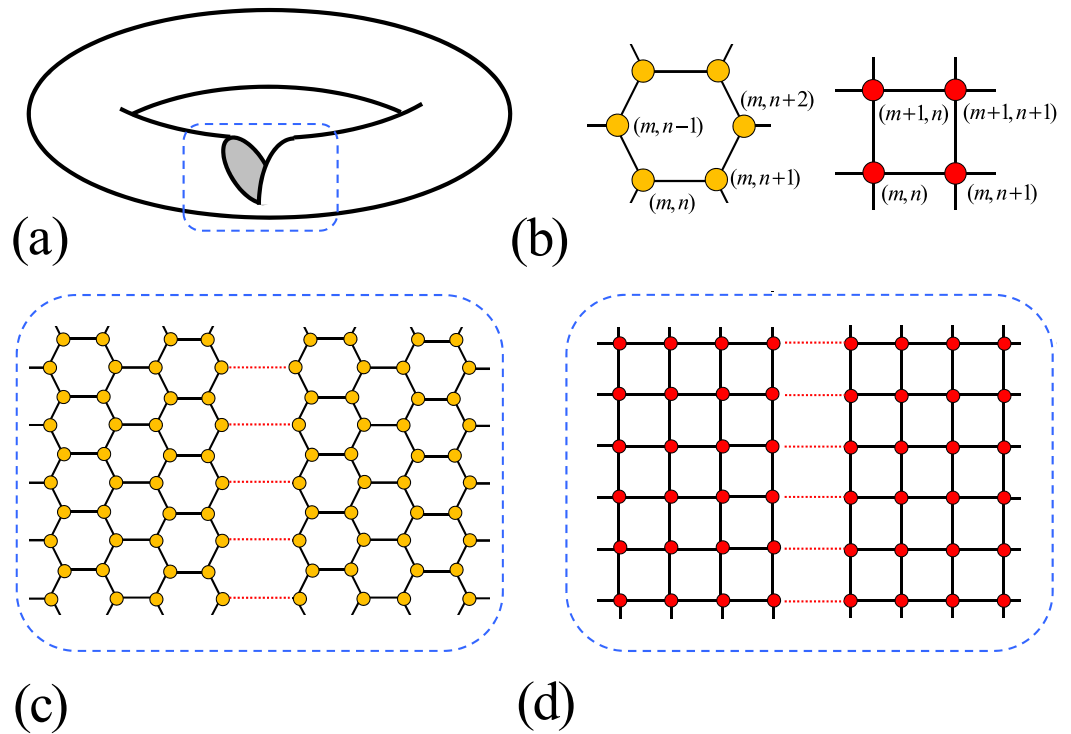 (m, n+2)
(m, n−1)
(m+1, n)
(m+1, n+1)
(m, n+1)
(m, n)
(m, n)
(m, n+1)
(a)
(b)
(c)
(d)